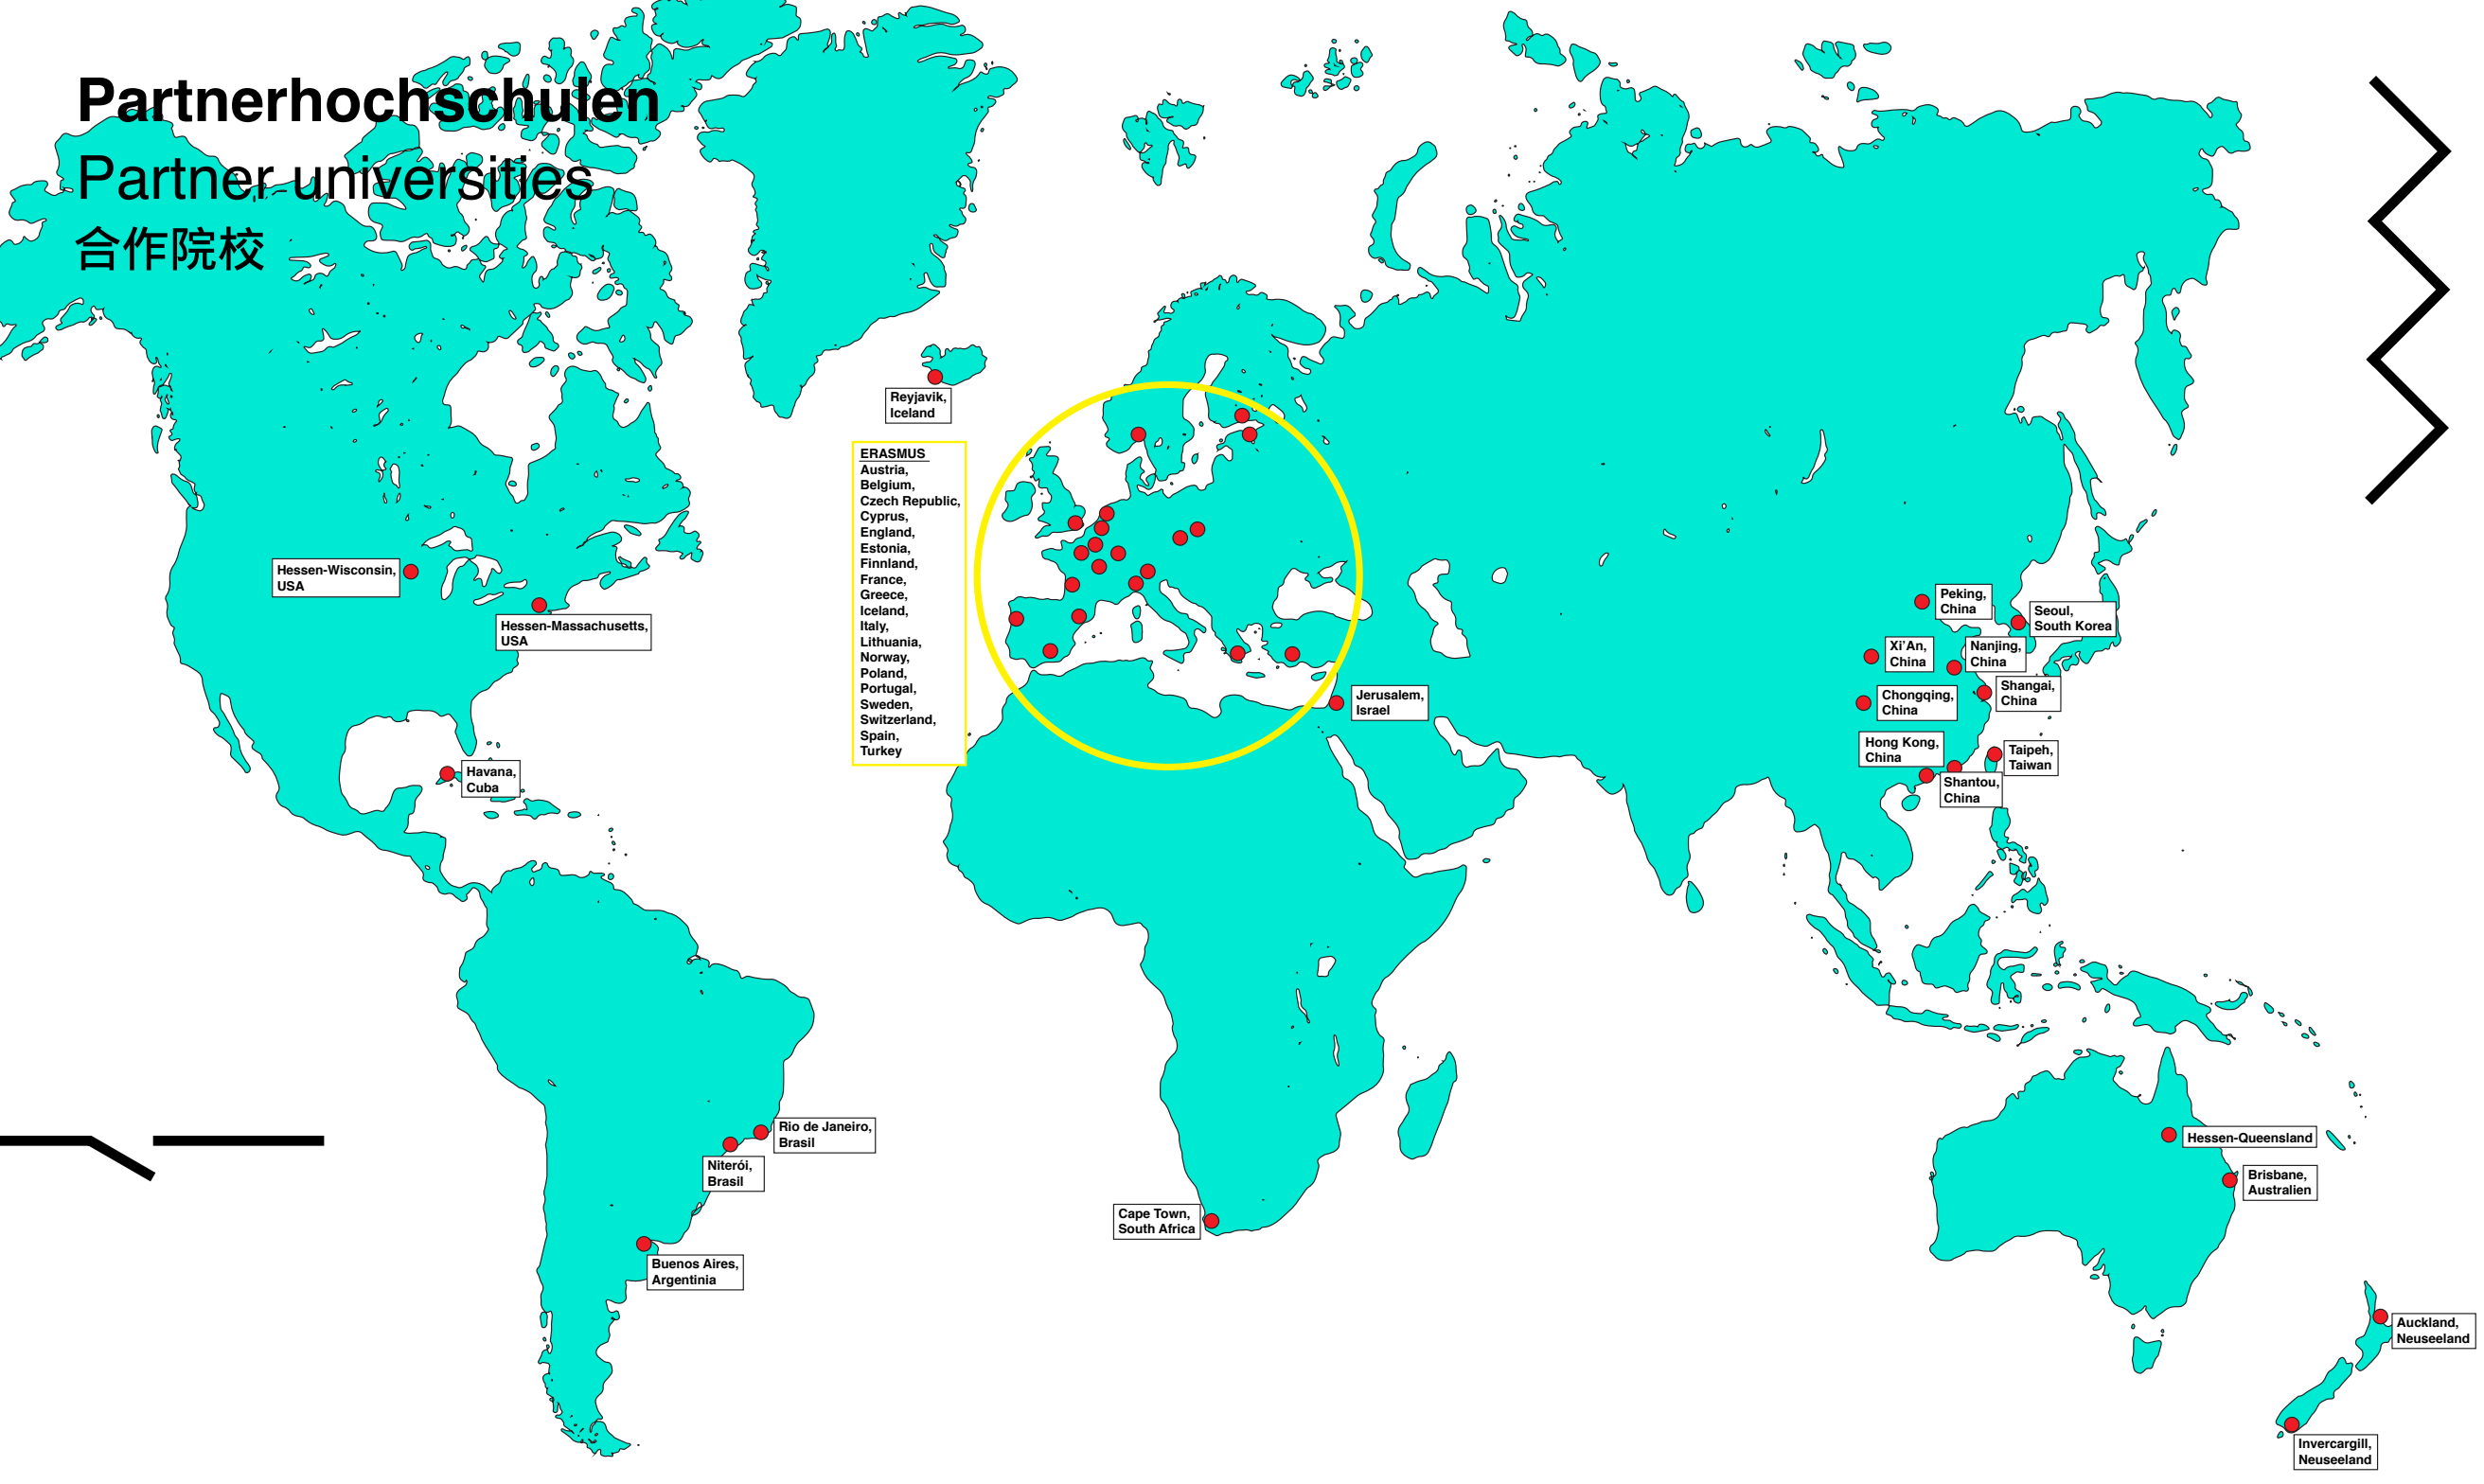 Partnerhochschulen
Partner universities
合作院校
Reyjavik,
Iceland
ERASMUS
Austria,
Belgium,
Czech Republic,
Cyprus,
England,
Estonia,
Finnland,
France,
Greece,
Iceland,
Italy,
Lithuania,
Norway,
Poland,
Portugal,
Sweden,
Switzerland,
Spain,
Turkey
Hessen-Wisconsin,
USA
Hessen-Massachusetts,
USA
Havana,
Cuba
Peking,
China
Seoul,
South Korea
Xi'An,
China
Nanjing,
China
Chongqing,
China
Shangai,
China
Jerusalem,
Israel
Hong Kong,
China
Taipeh,
Taiwan
Shantou,
China
Rio de Janeiro,
Brasil
Niterói,
Brasil
Buenos Aires,
Argentinia
Cape Town,
South Africa
Hessen-Queensland
Brisbane,
Australien
Auckland,
Neuseeland
Invercargill,
Neuseeland